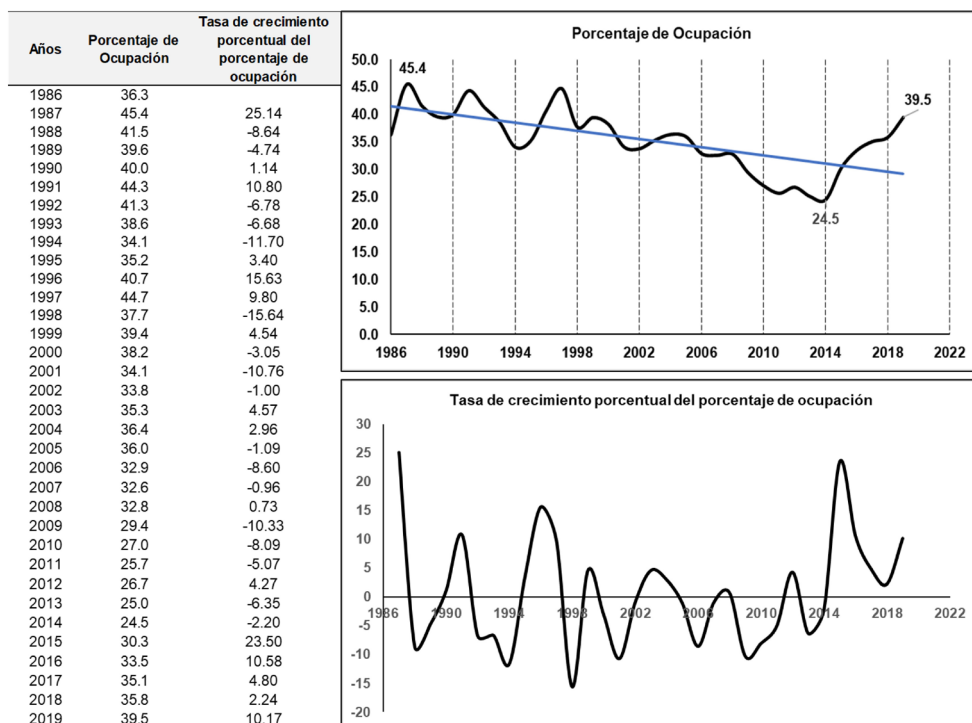 Años Porcentaje de Ocupación Tasa de crecimiento porcentual del porcentaje de ocupación
1986 36.3
1987 45.4 25.14
1988 41.5 -8.64
1989 39.6 -4.74
1990 40.0 1.14
1991 44.3 10.80
1992 41.3 -6.78
1993 38.6 -6.68
1994 34.1 -11.70
1995 35.2 3.40
1996 40.7 15.63
1997 44.7 9.80
1998 37.7 -15.64
1999 39.4 4.54
2000 38.2 -3.05
2001 34.1 -10.76
2002 33.8 -1.00
2003 35.3 4.57
2004 36.4 2.96
2005 36.0 -1.09
2006 32.9 -8.60
2007 32.6 -0.96
2008 32.8 0.73
2009 29.4 -10.33
2010 27.0 -8.09
2011 25.7 -5.07
2012 26.7 4.27
2013 25.0 -6.35
2014 24.5 -2.20
2015 30.3 23.50
2016 33.5 10.58
2017 35.1 4.80
2018 35.8 2.24
2019 39.5 10.17
Porcentaje de Ocupación
50.0
45.0
40.0
35.0
30.0
25.0
20.0
15.0
10.0
5.0
0.0
45.4
39.5
24.5
1986 1990 1994 1998 2002 2006 2010 2014 2018 2022
Tasa de crecimiento porcentual del porcentaje de ocupación
30
25
20
15
10
5
0
-5
-10
-15
-20
1986 1990 1994 1998 2002 2006 2010 2014 2018 2022